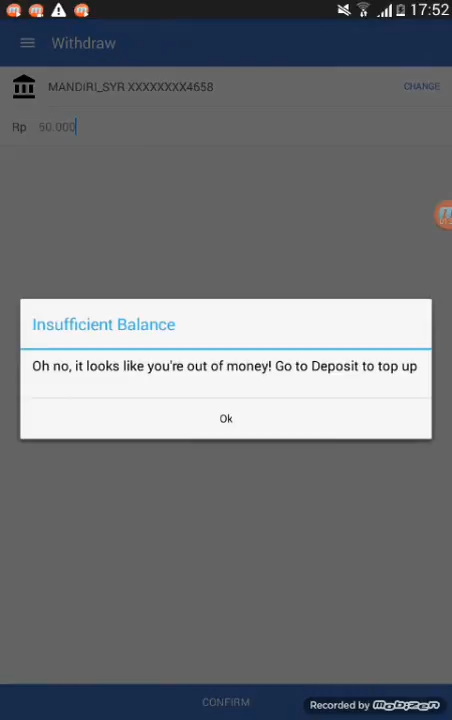 17:52
Withdraw
MANDIRI_SYR XXXXXXXX4658
CHANGE
Rp 50.000
Insufficient Balance
Oh no, it looks like you're out of money! Go to Deposit to top up
Ok
CONFIRM
Recorded by mobizen